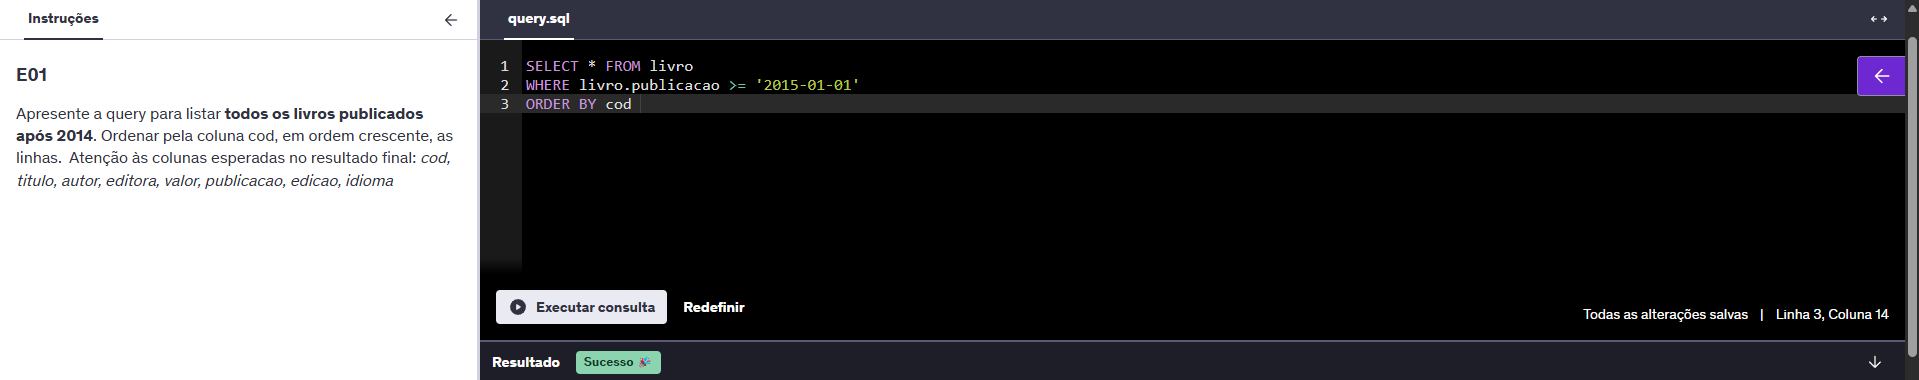 Instruções
E01
Apresente a query para listar todos os livros publicados
após 2014. Ordenar pela coluna cod, em ordem crescente, as
linhas.  Atenção às colunas esperadas no resultado final: cod,
titulo, autor, editora, valor, publicacao, edicao, idioma
query.sql
1 SELECT * FROM livro
2 WHERE livro.publicacao >= '2015-01-01'
3 ORDER BY cod
Executar consulta
Redefinir
Todas as alterações salvas | Linha 3, Coluna 14
Resultado
Sucesso 🎉